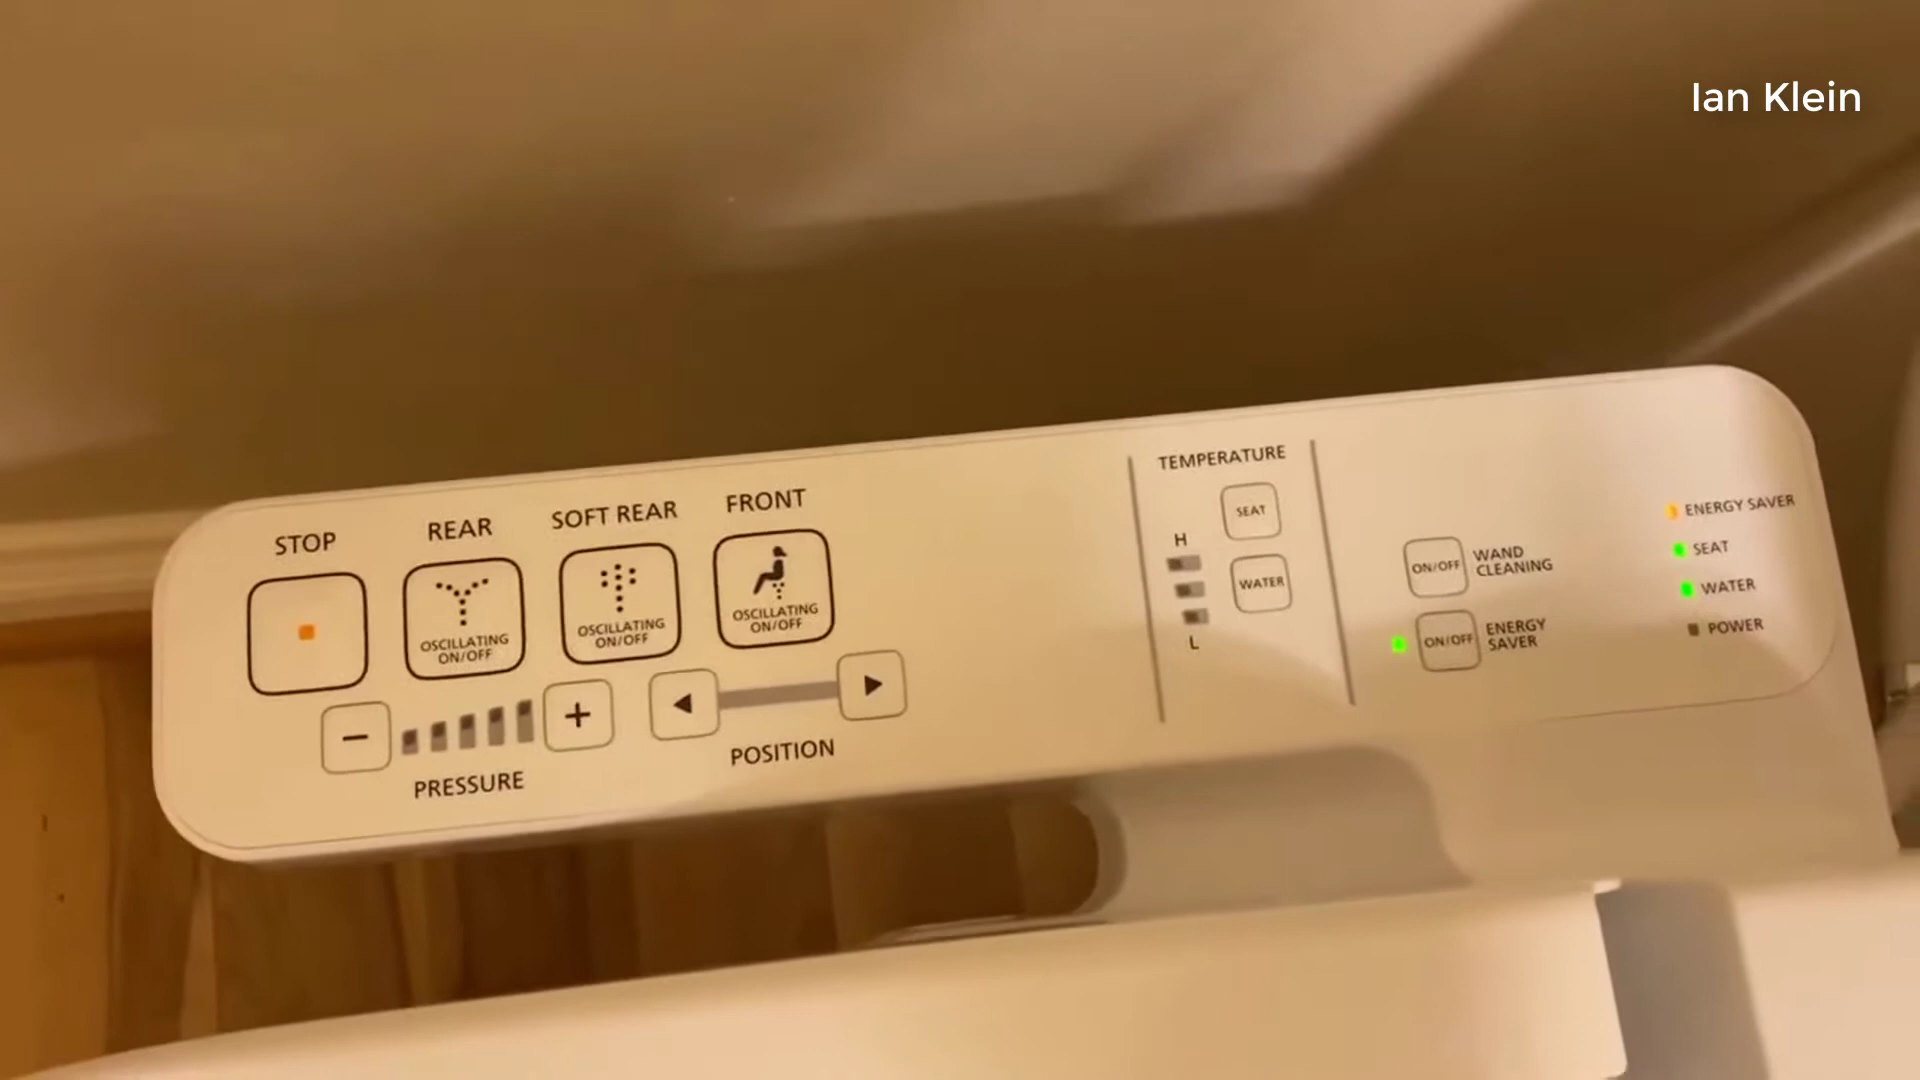 Ian Klein
STOP
REAR
SOFT REAR
FRONT
OSCILLATING
ON/OFF
OSCILLATING
ON/OFF
OSCILLATING
ON/OFF
−
+
PRESSURE
POSITION
TEMPERATURE
SEAT
H
WATER
L
ON/OFF
WAND
CLEANING
ON/OFF
ENERGY
SAVER
ENERGY SAVER
SEAT
WATER
POWER